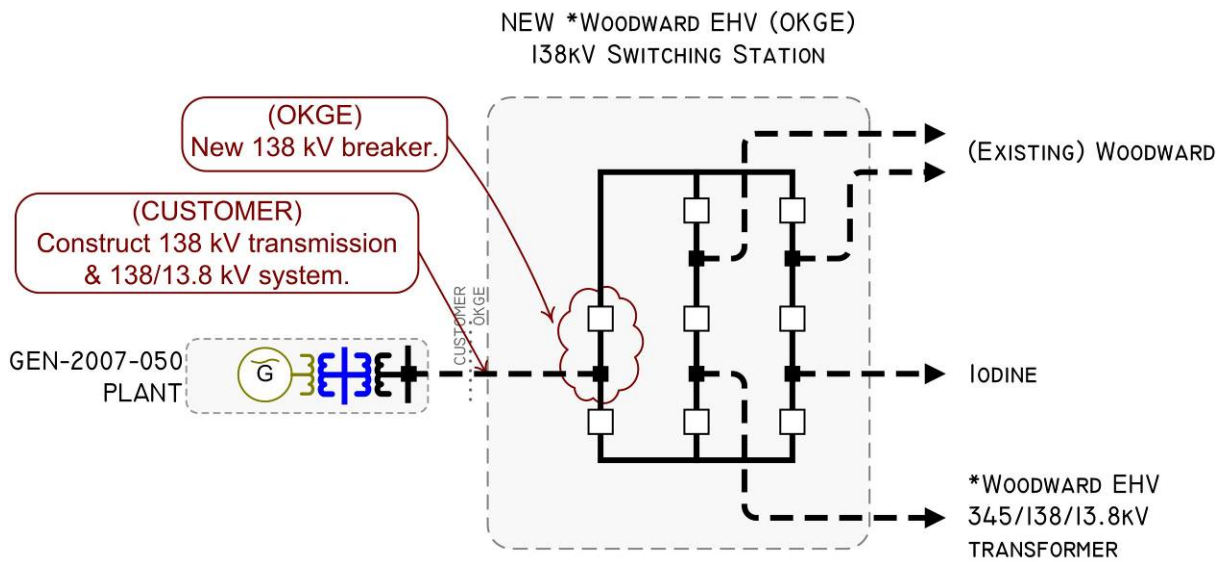 NEW *WOODWARD EHV (OKGE)
138KV SWITCHING STATION
(OKGE)
New 138 kV breaker.
(CUSTOMER)
Construct 138 kV transmission
& 138/13.8 kV system.
(EXISTING) WOODWARD
CUSTOMER
OKGE
GEN-2007-050
PLANT
G
IODINE
*WOODWARD EHV
345/138/13.8KV
TRANSFORMER